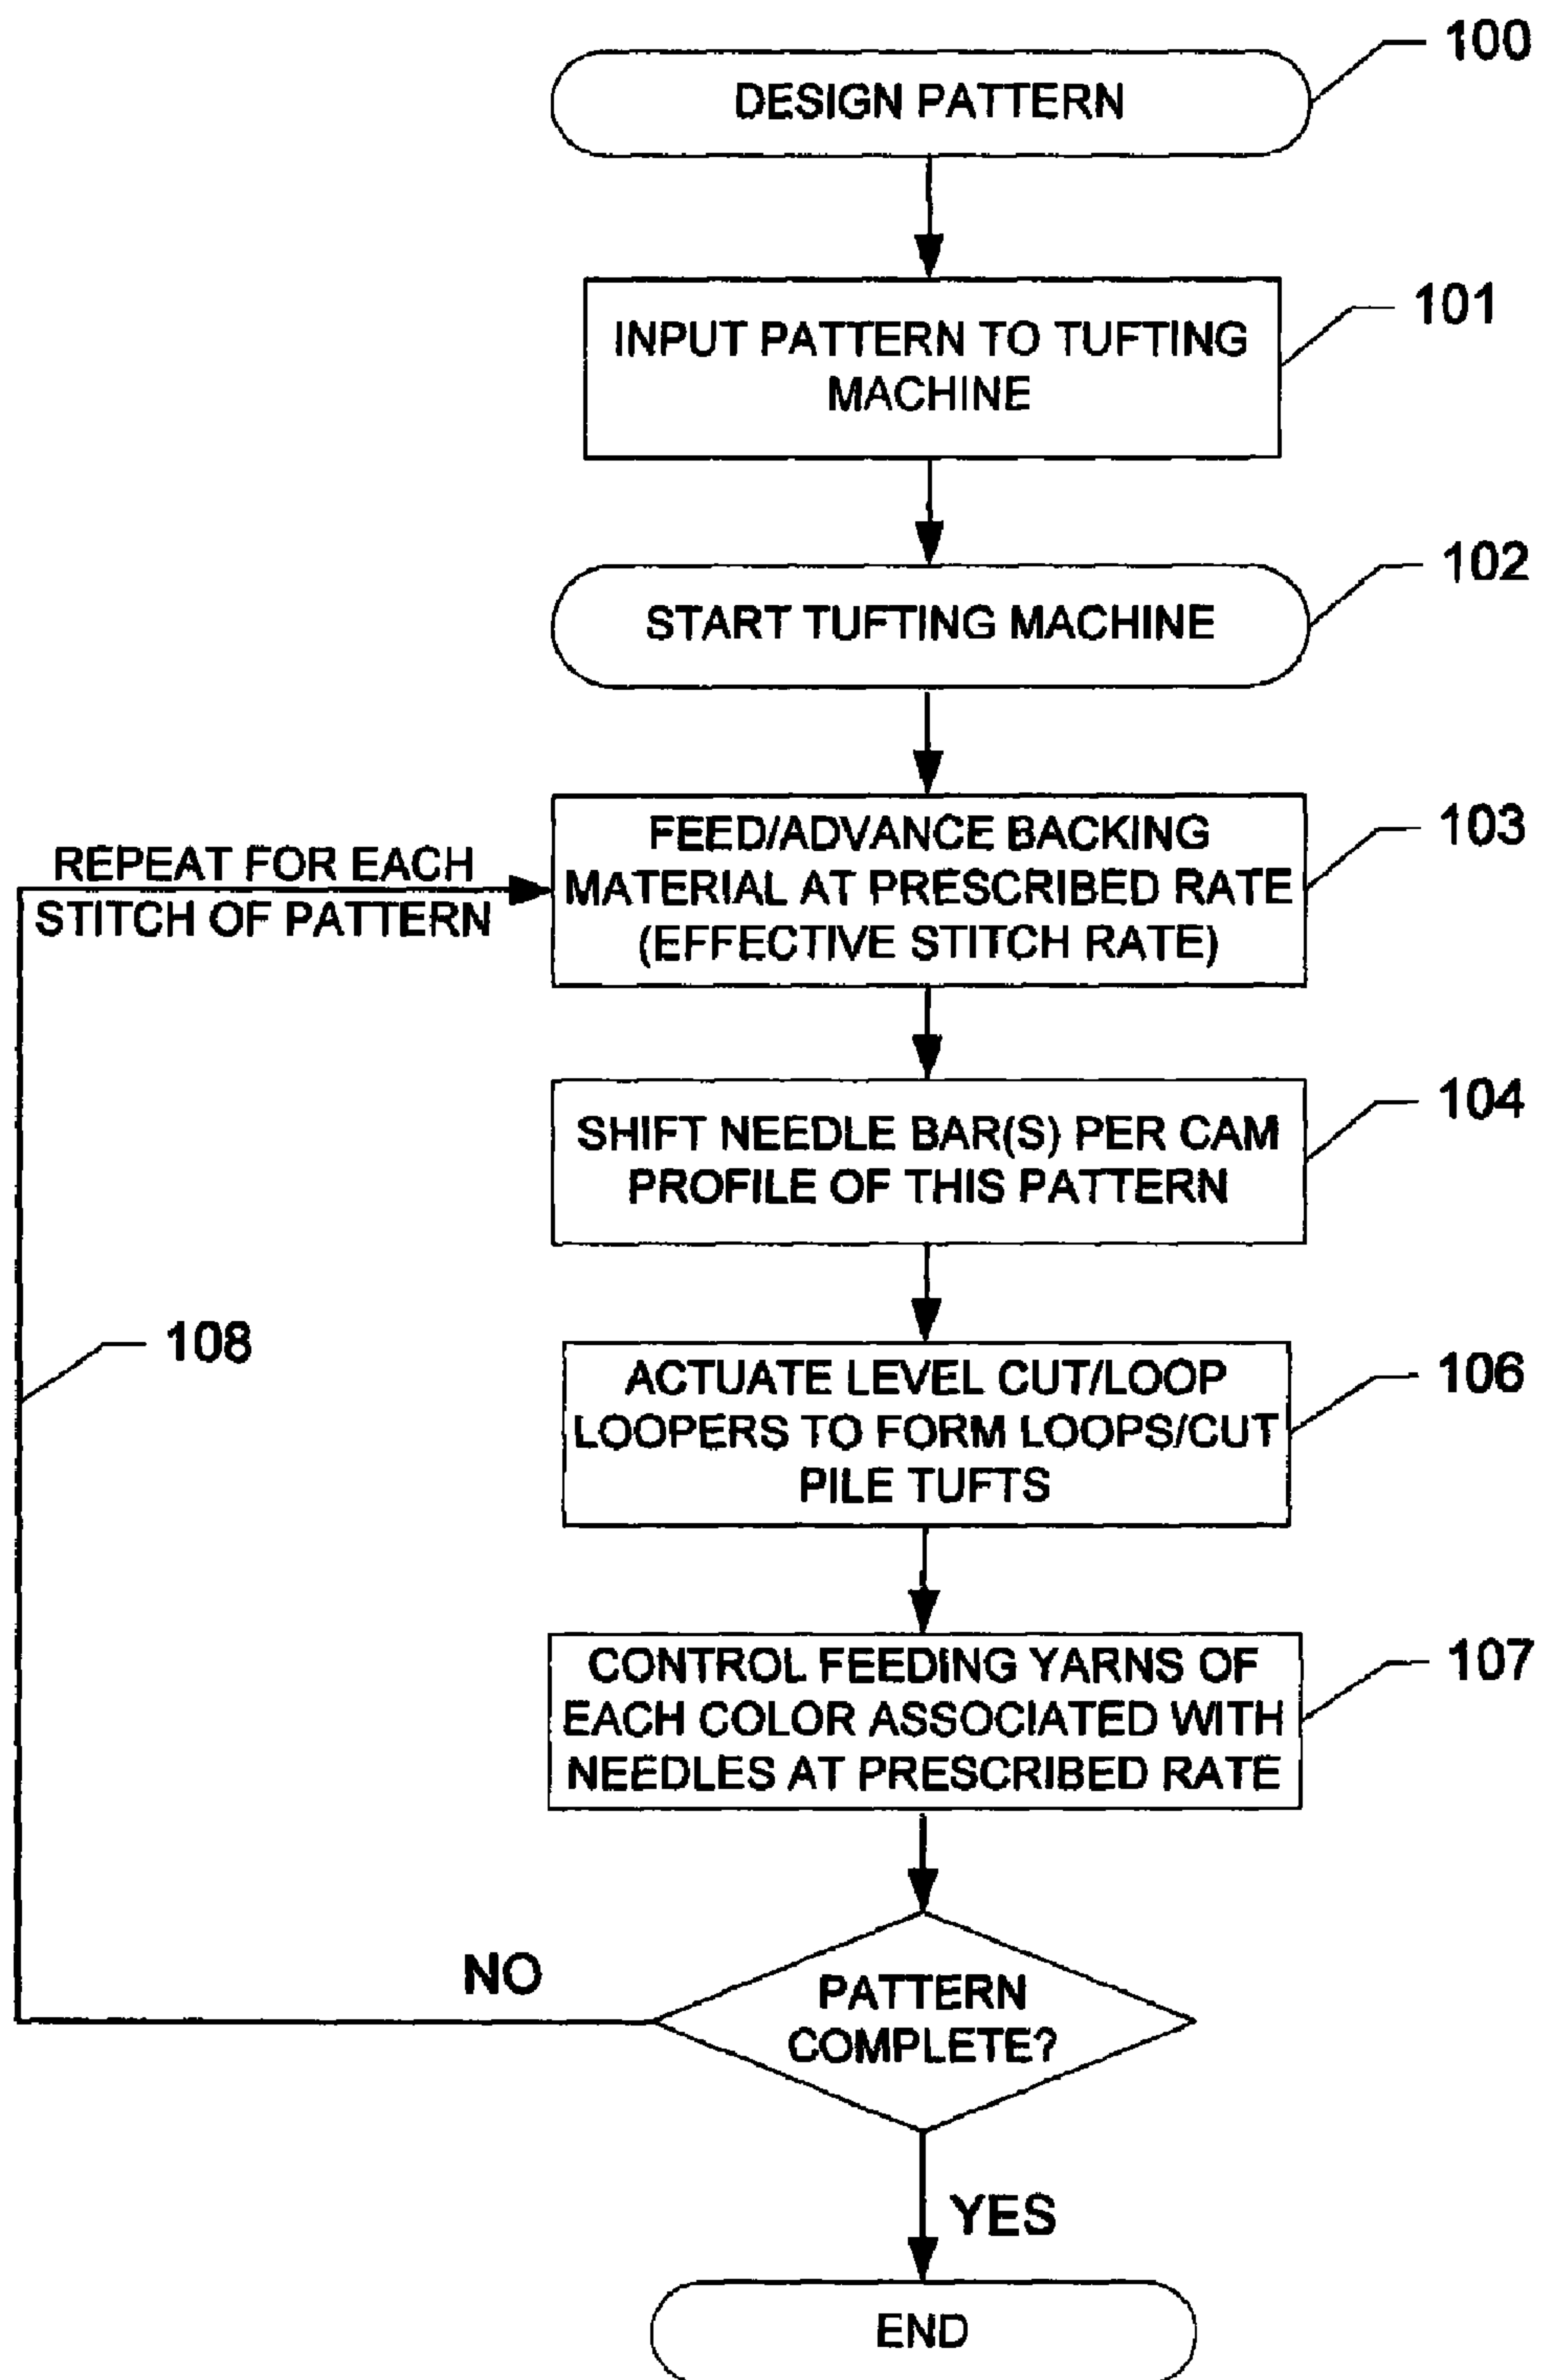 100
DESIGN PATTERN
101
INPUT PATTERN TO TUFTING
MACHINE
102
START TUFTING MACHINE
103
FEED/ADVANCE BACKING
MATERIAL AT PRESCRIBED RATE
(EFFECTIVE STITCH RATE)
REPEAT FOR EACH
STITCH OF PATTERN
104
SHIFT NEEDLE BAR(S) PER CAM
PROFILE OF THIS PATTERN
108
106
ACTUATE LEVEL CUT/LOOP
LOOPERS TO FORM LOOPS/CUT
PILE TUFTS
107
CONTROL FEEDING YARNS OF
EACH COLOR ASSOCIATED WITH
NEEDLES AT PRESCRIBED RATE
NO
PATTERN
COMPLETE?
YES
END